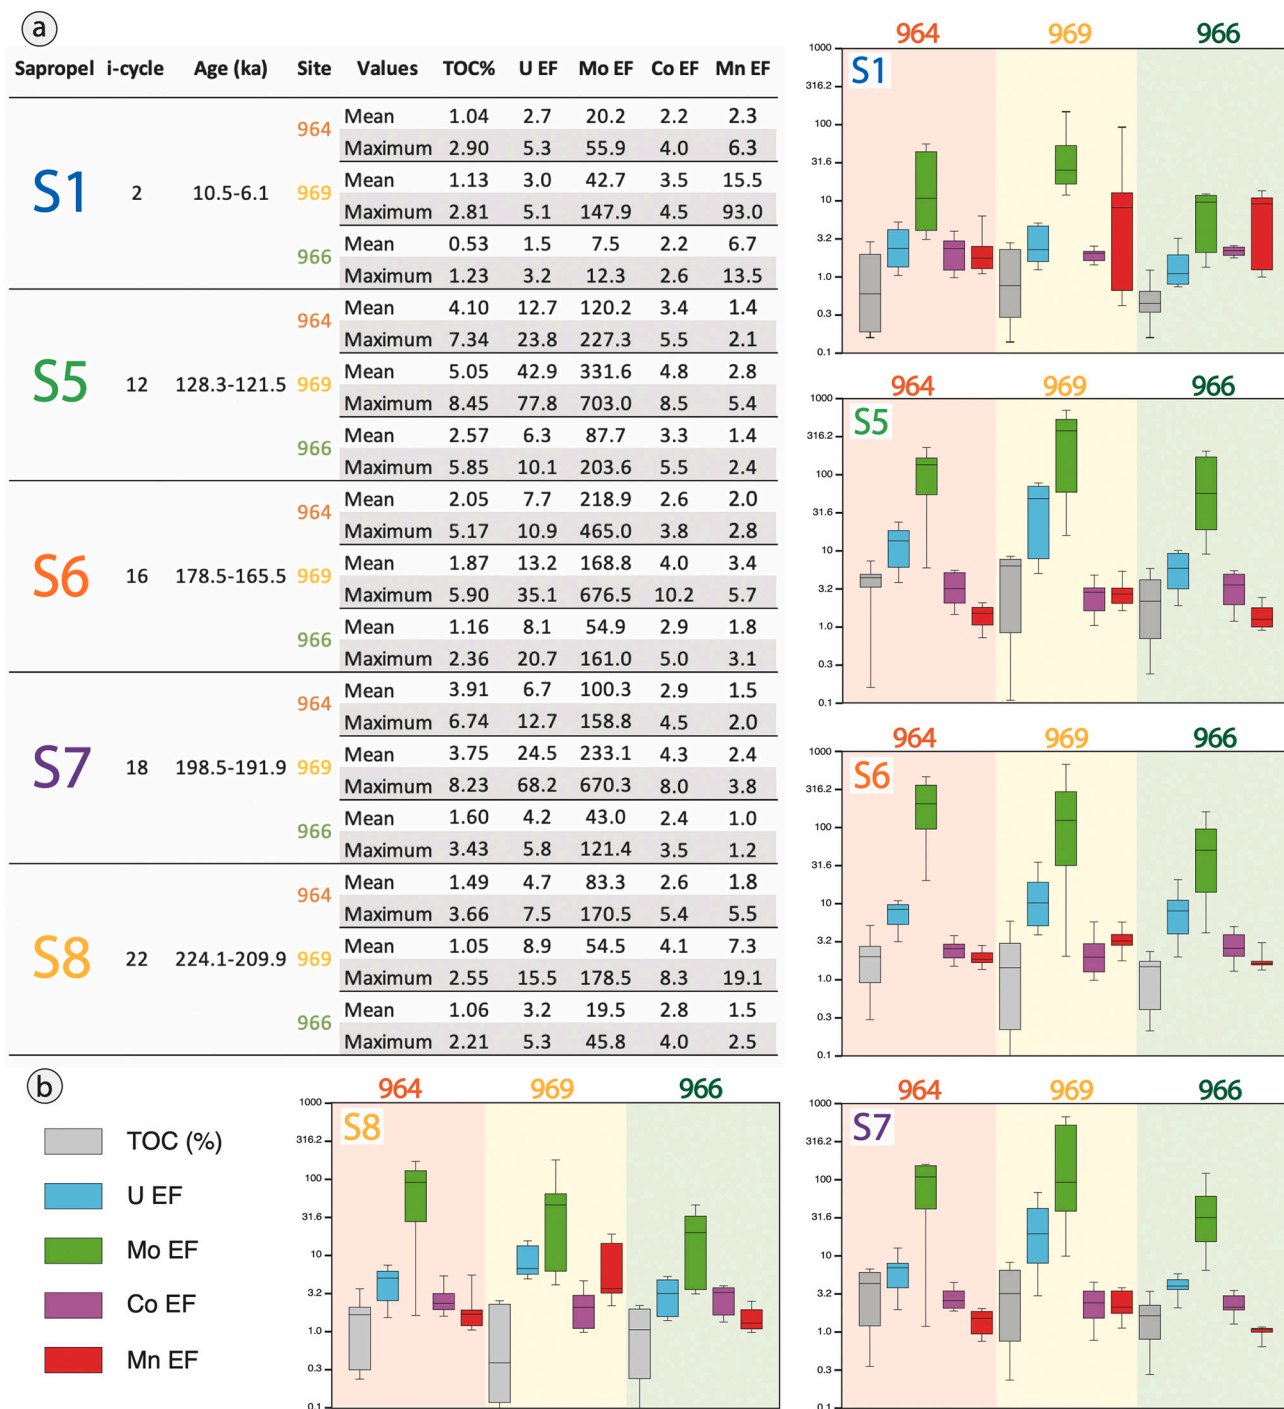 a
Sapropel i-cycle Age (ka) Site Values TOC% U EF Mo EF Co EF Mn EF
S1 2 10.5-6.1
964 Mean 1.04 2.7 20.2 2.2 2.3
Maximum 2.90 5.3 55.9 4.0 6.3
969 Mean 1.13 3.0 42.7 3.5 15.5
Maximum 2.81 5.1 147.9 4.5 93.0
966 Mean 0.53 1.5 7.5 2.2 6.7
Maximum 1.23 3.2 12.3 2.6 13.5
S5 12 128.3-121.5
964 Mean 4.10 12.7 120.2 3.4 1.4
Maximum 7.34 23.8 227.3 5.5 2.1
969 Mean 5.05 42.9 331.6 4.8 2.8
Maximum 8.45 77.8 703.0 8.5 5.4
966 Mean 2.57 6.3 87.7 3.3 1.4
Maximum 5.85 10.1 203.6 5.5 2.4
S6 16 178.5-165.5
964 Mean 2.05 7.7 218.9 2.6 2.0
Maximum 5.17 10.9 465.0 3.8 2.8
969 Mean 1.87 13.2 168.8 4.0 3.4
Maximum 5.90 35.1 676.5 10.2 5.7
966 Mean 1.16 8.1 54.9 2.9 1.8
Maximum 2.36 20.7 161.0 5.0 3.1
S7 18 198.5-191.9
964 Mean 3.91 6.7 100.3 2.9 1.5
Maximum 6.74 12.7 158.8 4.5 2.0
969 Mean 3.75 24.5 233.1 4.3 2.4
Maximum 8.23 68.2 670.3 8.0 3.8
966 Mean 1.60 4.2 43.0 2.4 1.0
Maximum 3.43 5.8 121.4 3.5 1.2
S8 22 224.1-209.9
964 Mean 1.49 4.7 83.3 2.6 1.8
Maximum 3.66 7.5 170.5 5.4 5.5
969 Mean 1.05 8.9 54.5 4.1 7.3
Maximum 2.55 15.5 178.5 8.3 19.1
966 Mean 1.06 3.2 19.5 2.8 1.5
Maximum 2.21 5.3 45.8 4.0 2.5
964 969 966
S1
1000
316.2
100
31.6
10
3.2
1.0
0.3
0.1
964 969 966
S5
1000
316.2
100
31.6
10
3.2
1.0
0.3
0.1
964 969 966
S6
1000
316.2
100
31.6
10
3.2
1.0
0.3
0.1
b
TOC (%)
U EF
Mo EF
Co EF
Mn EF
964 969 966
S8
1000
316.2
100
31.6
10
3.2
1.0
0.3
0.1
964 969 966
S7
1000
316.2
100
31.6
10
3.2
1.0
0.3
0.1